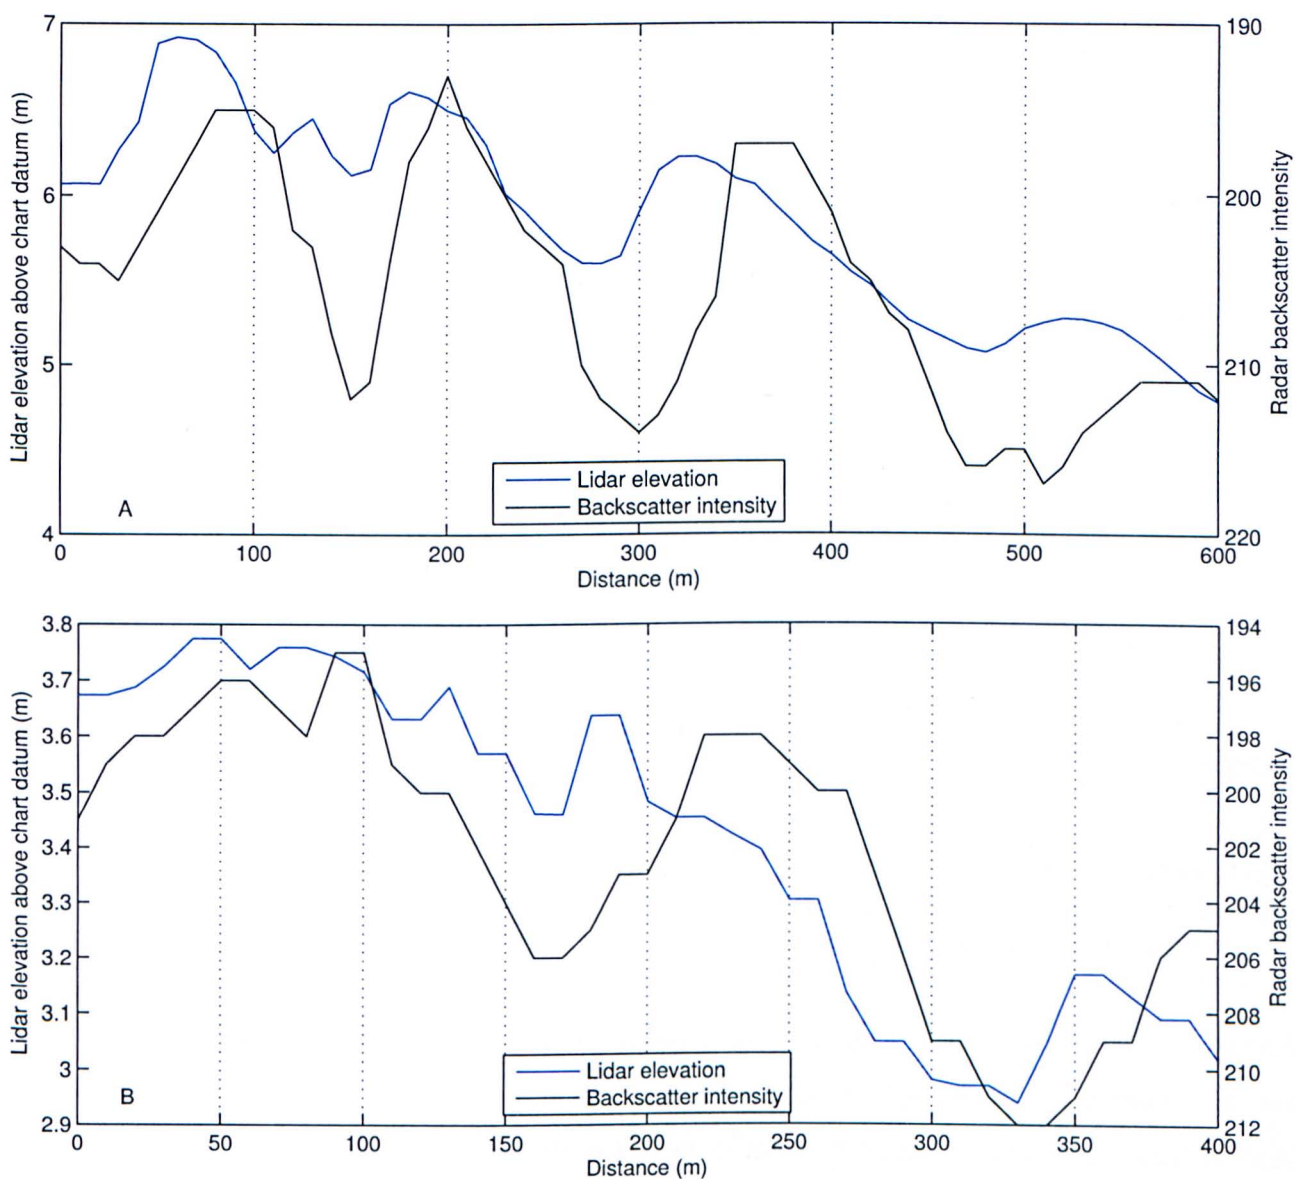 7
6
5
4
190
200
210
220
Lidar elevation above chart datum (m)
Radar backscatter intensity
Lidar elevation
Backscatter intensity
A
0 100 200 300 400 500 600
Distance (m)
3.8
3.7
3.6
3.5
3.4
3.3
3.2
3.1
3
2.9
194
196
198
200
202
204
206
208
210
212
Lidar elevation above chart datum (m)
Radar backscatter intensity
Lidar elevation
Backscatter intensity
B
0 50 100 150 200 250 300 350 400
Distance (m)